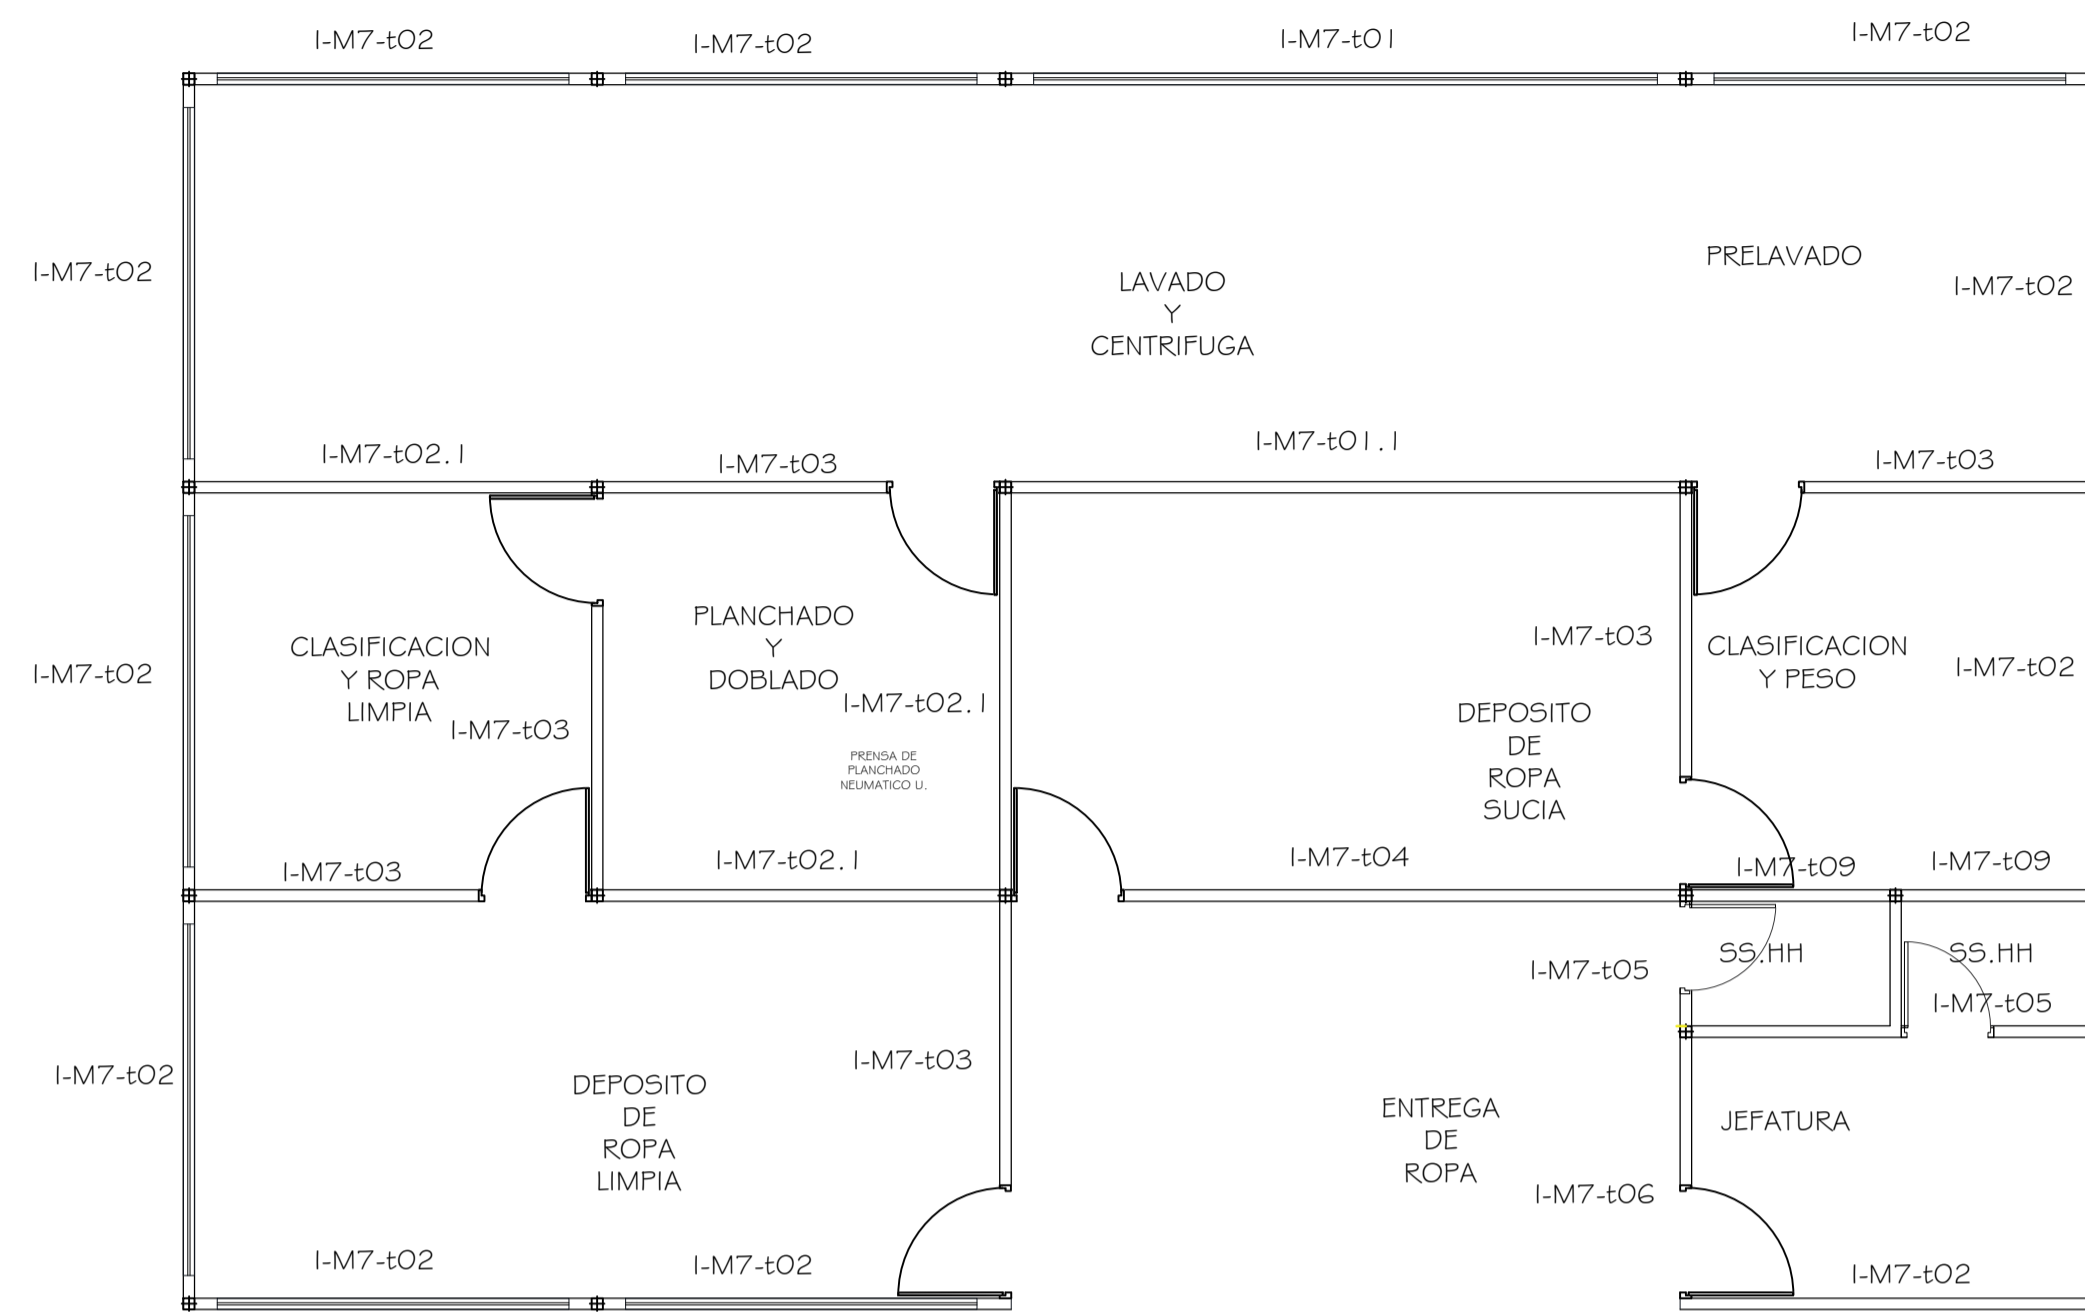 I-M7-t02
I-M7-t02
I-M7-t01
I-M7-t02
I-M7-t02
LAVADO
Y
CENTRIFUGA
PRELAVADO
I-M7-t02
I-M7-t02.1
I-M7-t03
I-M7-t01.1
I-M7-t03
I-M7-t02
CLASIFICACION
Y ROPA
LIMPIA
I-M7-t03
PLANCHADO
Y
DOBLADO
I-M7-t02.1
PRENSA DE
PLANCHADO
NEUMATICO U.
I-M7-t03
DEPOSITO
DE
ROPA
SUCIA
CLASIFICACION
Y PESO
I-M7-t02
I-M7-t03
I-M7-t02.1
I-M7-t04
I-M7-t09
I-M7-t09
I-M7-t05
SS.HH
SS.HH
I-M7-t05
I-M7-t02
DEPOSITO
DE
ROPA
LIMPIA
I-M7-t03
ENTREGA
DE
ROPA
JEFATURA
I-M7-t06
I-M7-t02
I-M7-t02
I-M7-t02